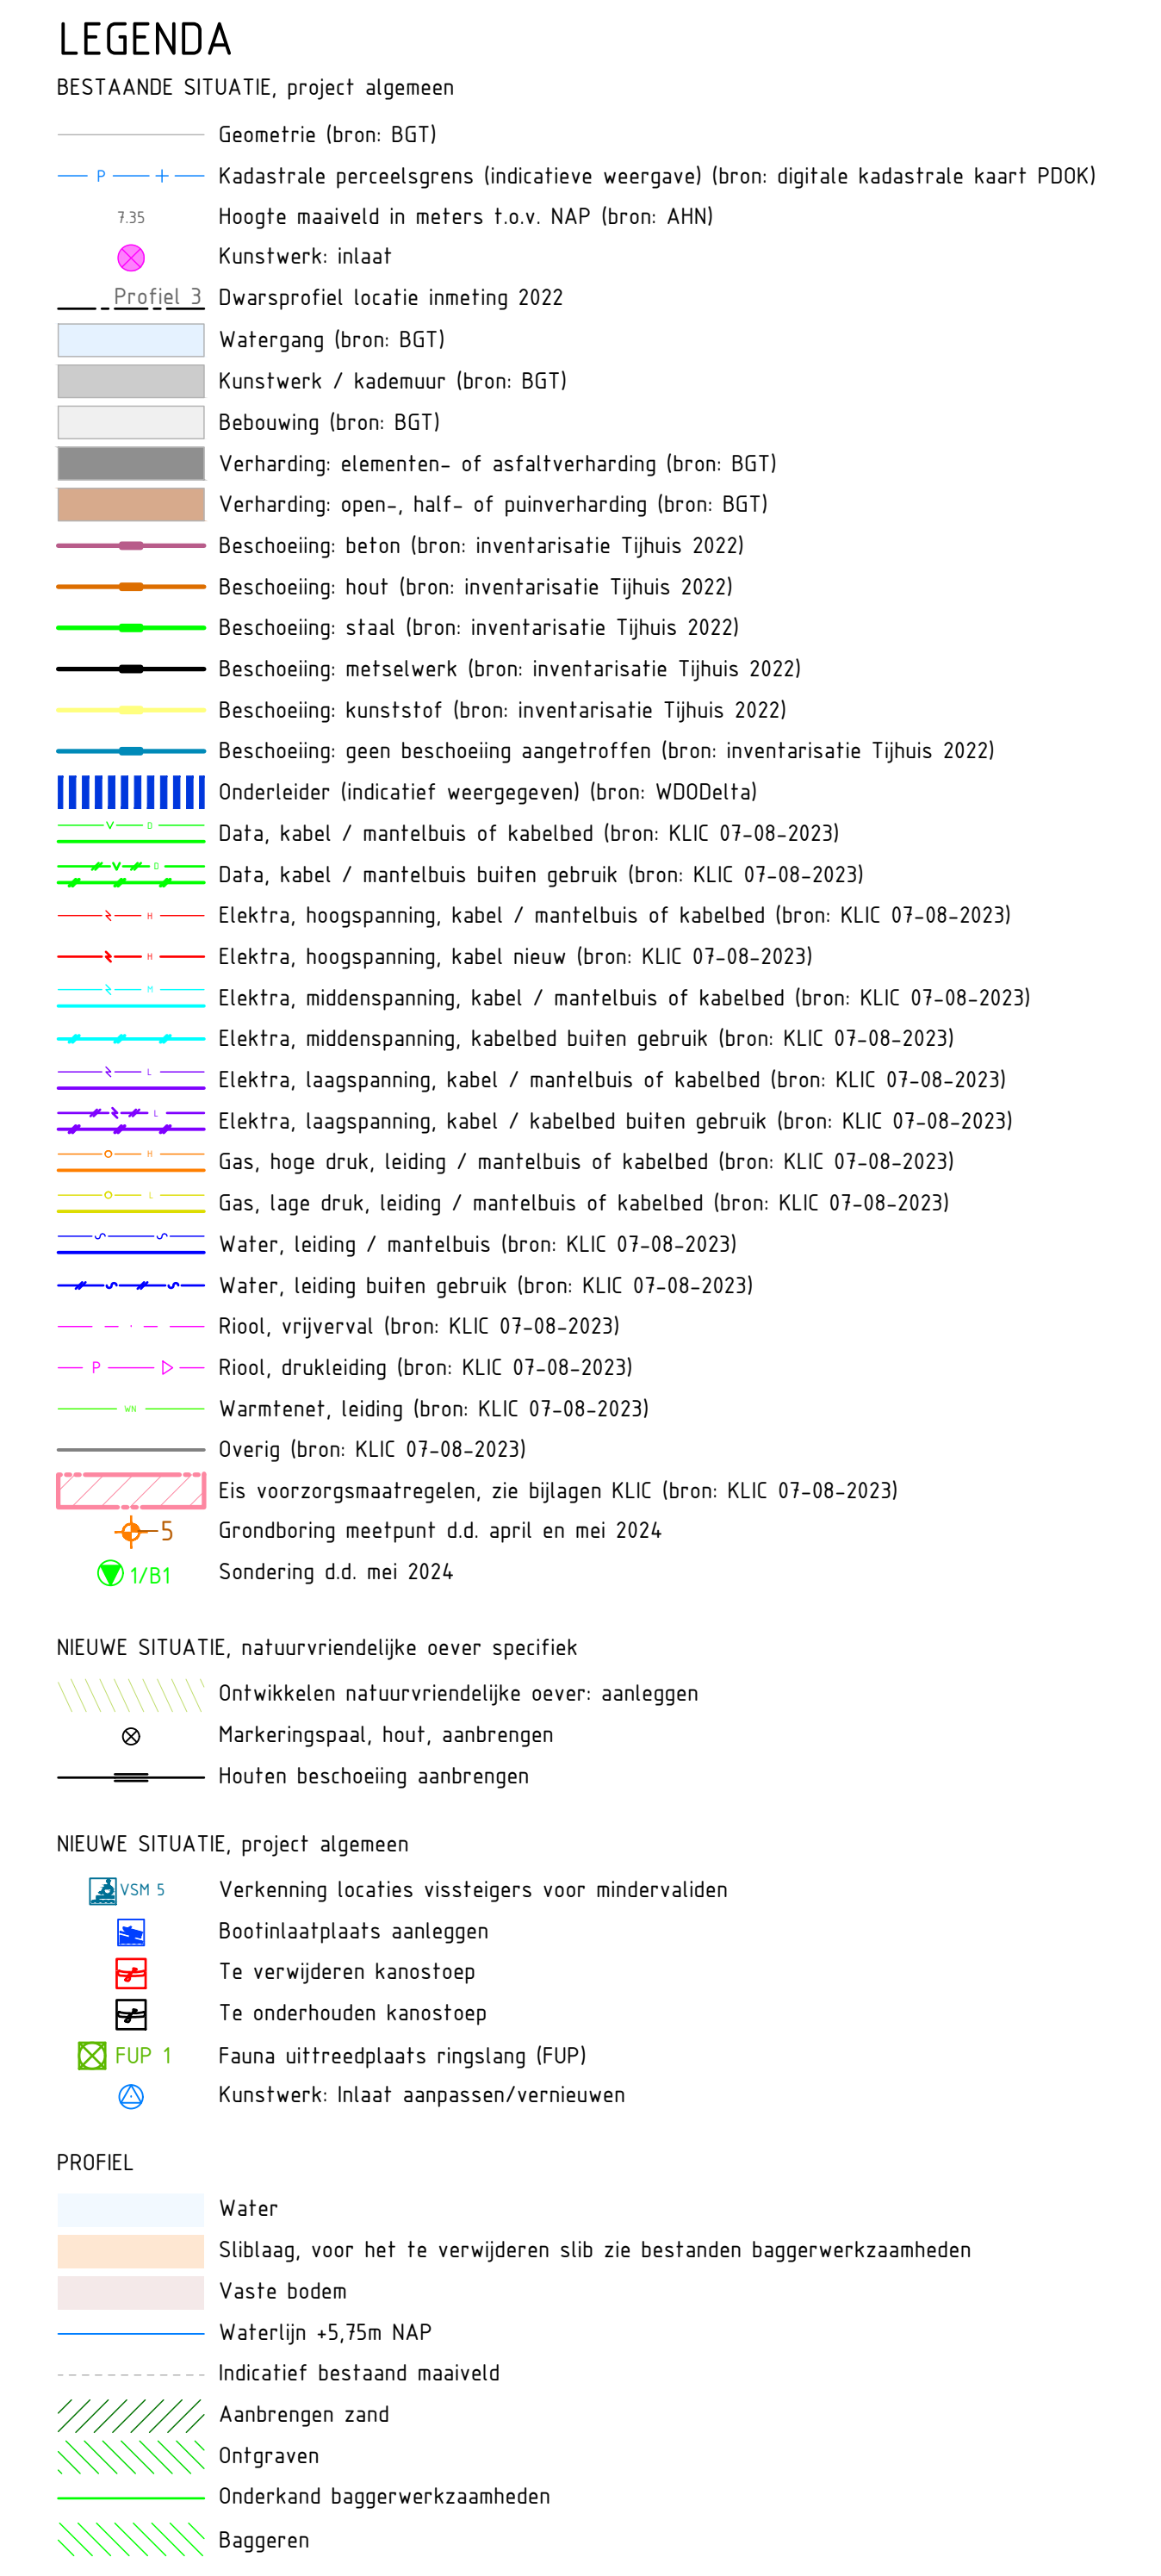 LEGENDA
BESTAANDE SITUATIE, project algemeen
Geometrie (bron: BGT)
P Kadastrale perceelsgrens (indicatieve weergave) (bron: digitale kadastrale kaart PDOK)
7.35 Hoogte maaiveld in meters t.o.v. NAP (bron: AHN)
Kunstwerk: inlaat
Profiel 3 Dwarsprofiel locatie inmeting 2022
Watergang (bron: BGT)
Kunstwerk / kademuur (bron: BGT)
Bebouwing (bron: BGT)
Verharding: elementen- of asfaltverharding (bron: BGT)
Verharding: open-, half- of puinverharding (bron: BGT)
Beschoeiing: beton (bron: inventarisatie Tijhuis 2022)
Beschoeiing: hout (bron: inventarisatie Tijhuis 2022)
Beschoeiing: staal (bron: inventarisatie Tijhuis 2022)
Beschoeiing: metselwerk (bron: inventarisatie Tijhuis 2022)
Beschoeiing: kunststof (bron: inventarisatie Tijhuis 2022)
Beschoeiing: geen beschoeiing aangetroffen (bron: inventarisatie Tijhuis 2022)
Onderleider (indicatief weergegeven) (bron: WDODelta)
V D Data, kabel / mantelbuis of kabelbed (bron: KLIC 07-08-2023)
V D Data, kabel / mantelbuis buiten gebruik (bron: KLIC 07-08-2023)
H Elektra, hoogspanning, kabel / mantelbuis of kabelbed (bron: KLIC 07-08-2023)
H Elektra, hoogspanning, kabel nieuw (bron: KLIC 07-08-2023)
M Elektra, middenspanning, kabel / mantelbuis of kabelbed (bron: KLIC 07-08-2023)
Elektra, middenspanning, kabelbed buiten gebruik (bron: KLIC 07-08-2023)
L Elektra, laagspanning, kabel / mantelbuis of kabelbed (bron: KLIC 07-08-2023)
L Elektra, laagspanning, kabel / kabelbed buiten gebruik (bron: KLIC 07-08-2023)
H Gas, hoge druk, leiding / mantelbuis of kabelbed (bron: KLIC 07-08-2023)
L Gas, lage druk, leiding / mantelbuis of kabelbed (bron: KLIC 07-08-2023)
Water, leiding / mantelbuis (bron: KLIC 07-08-2023)
Water, leiding buiten gebruik (bron: KLIC 07-08-2023)
Riool, vrijverval (bron: KLIC 07-08-2023)
P Riool, drukleiding (bron: KLIC 07-08-2023)
WN Warmtenet, leiding (bron: KLIC 07-08-2023)
Overig (bron: KLIC 07-08-2023)
Eis voorzorgsmaatregelen, zie bijlagen KLIC (bron: KLIC 07-08-2023)
5 Grondboring meetpunt d.d. april en mei 2024
1/B1 Sondering d.d. mei 2024
NIEUWE SITUATIE, natuurvriendelijke oever specifiek
Ontwikkelen natuurvriendelijke oever: aanleggen
Markeringspaal, hout, aanbrengen
Houten beschoeiing aanbrengen
NIEUWE SITUATIE, project algemeen
VSM 5 Verkenning locaties vissteigers voor mindervaliden
Bootinlaatplaats aanleggen
Te verwijderen kanostoep
Te onderhouden kanostoep
FUP 1 Fauna uittreedplaats ringslang (FUP)
Kunstwerk: Inlaat aanpassen/vernieuwen
PROFIEL
Water
Sliblaag, voor het te verwijderen slib zie bestanden baggerwerkzaamheden
Vaste bodem
Waterlijn +5,75m NAP
Indicatief bestaand maaiveld
Aanbrengen zand
Ontgraven
Onderkand baggerwerkzaamheden
Baggeren